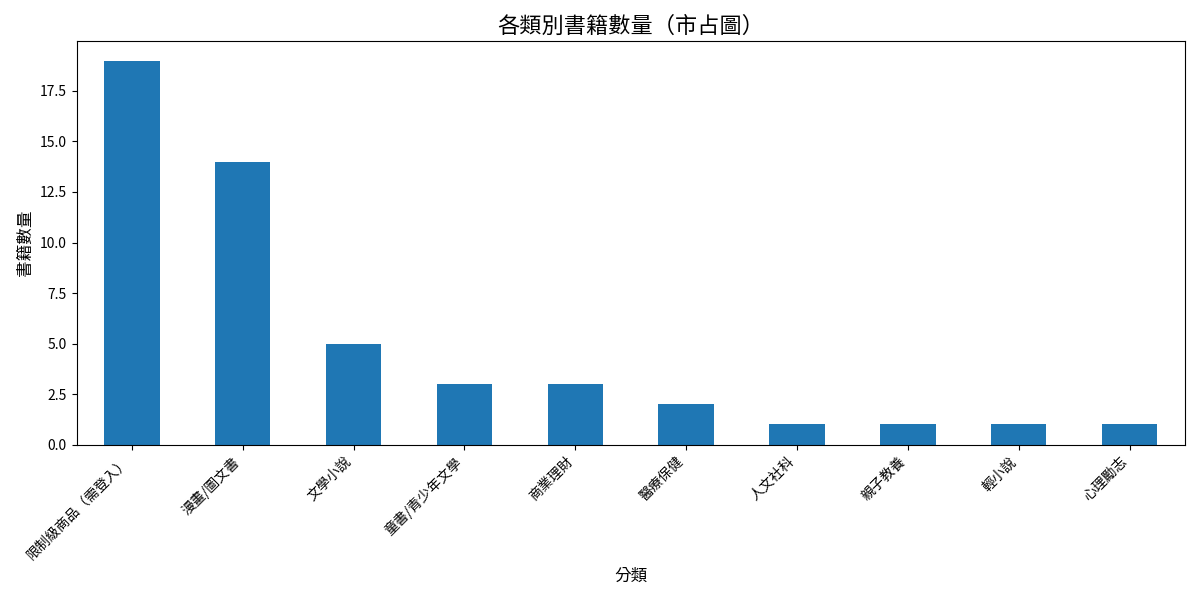 各類別書籍數量（市占圖）
書籍數量
17.5
15.0
12.5
10.0
7.5
5.0
2.5
0.0
限制級商品（需登入）
漫畫/圖文書
文學小說
童書/青少年文學
商業理財
醫療保健
人文社科
親子教養
輕小說
心理勵志
分類